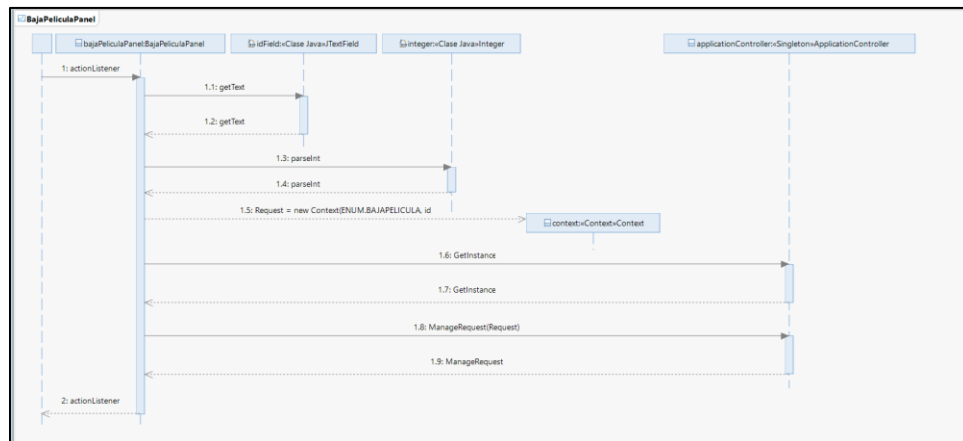 BajaPeliculaPanel
bajaPeliculaPanel:BajaPeliculaPanel
idField:«Clase Java»JTextField
integer:«Clase Java»Integer
applicationController:«Singleton»ApplicationController
1: actionListener
1.1: getText
1.2: getText
1.3: parseInt
1.4: parseInt
1.5: Request = new Context(ENUM.BAJAPELICULA, id
context:«Context»Context
1.6: GetInstance
1.7: GetInstance
1.8: ManageRequest(Request)
1.9: ManageRequest
2: actionListener